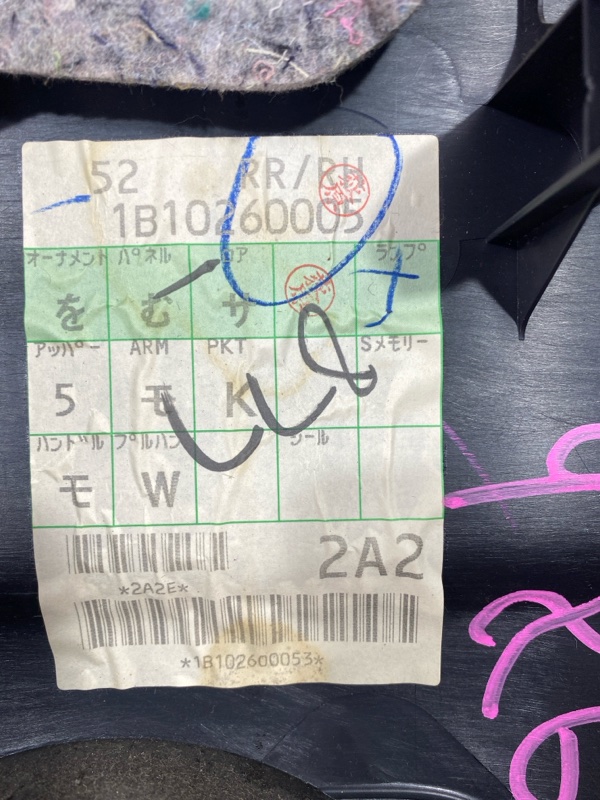 52 RR/RH
1B10260005
オーナメント パネル コア ランプ
を む サ
アッパー ARM PKT Sメモリー
5 モ K
ハンドル プルハン シール
モ W
2A2
*2A2E*
*1B102600053*